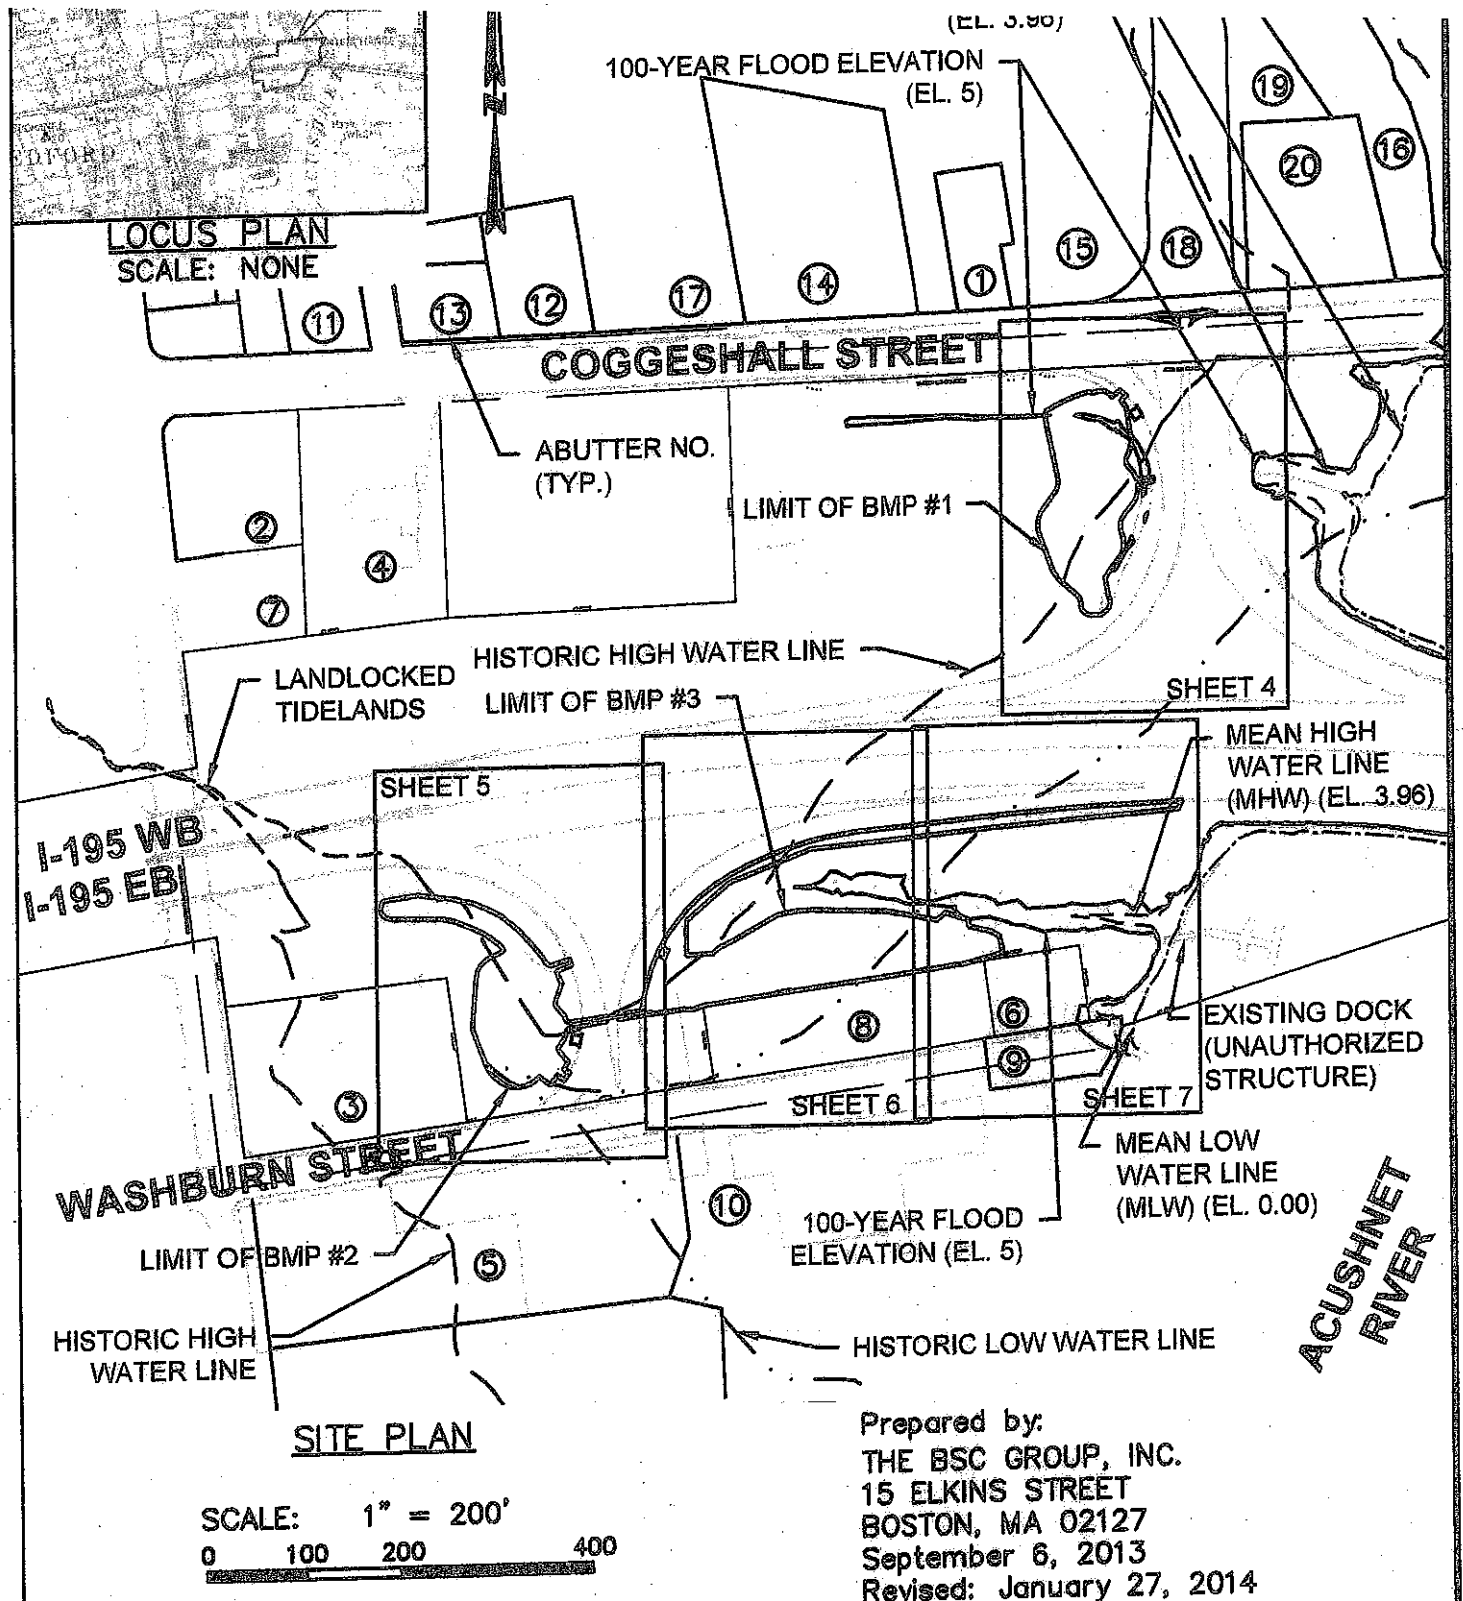 (EL. 3.96)
100-YEAR FLOOD ELEVATION
(EL. 5)
EDFORD
N
LOCUS PLAN
SCALE: NONE
19
20
16
15
18
1
14
17
12
13
11
COGGESHALL STREET
ABUTTER NO.
(TYP.)
LIMIT OF BMP #1
2
4
7
HISTORIC HIGH WATER LINE
LANDLOCKED
TIDELANDS
LIMIT OF BMP #3
SHEET 4
MEAN HIGH
WATER LINE
(MHW) (EL. 3.96)
SHEET 5
I-195 WB
I-195 EB
EXISTING DOCK
(UNAUTHORIZED
STRUCTURE)
8
6
9
3
SHEET 6
SHEET 7
WASHBURN STREET
MEAN LOW
WATER LINE
(MLW) (EL. 0.00)
10
100-YEAR FLOOD
ELEVATION (EL. 5)
LIMIT OF BMP #2
5
ACUSHNET
RIVER
HISTORIC HIGH
WATER LINE
HISTORIC LOW WATER LINE
SITE PLAN
SCALE: 1" = 200'
0 100 200 400
Prepared by:
THE BSC GROUP, INC.
15 ELKINS STREET
BOSTON, MA 02127
September 6, 2013
Revised: January 27, 2014